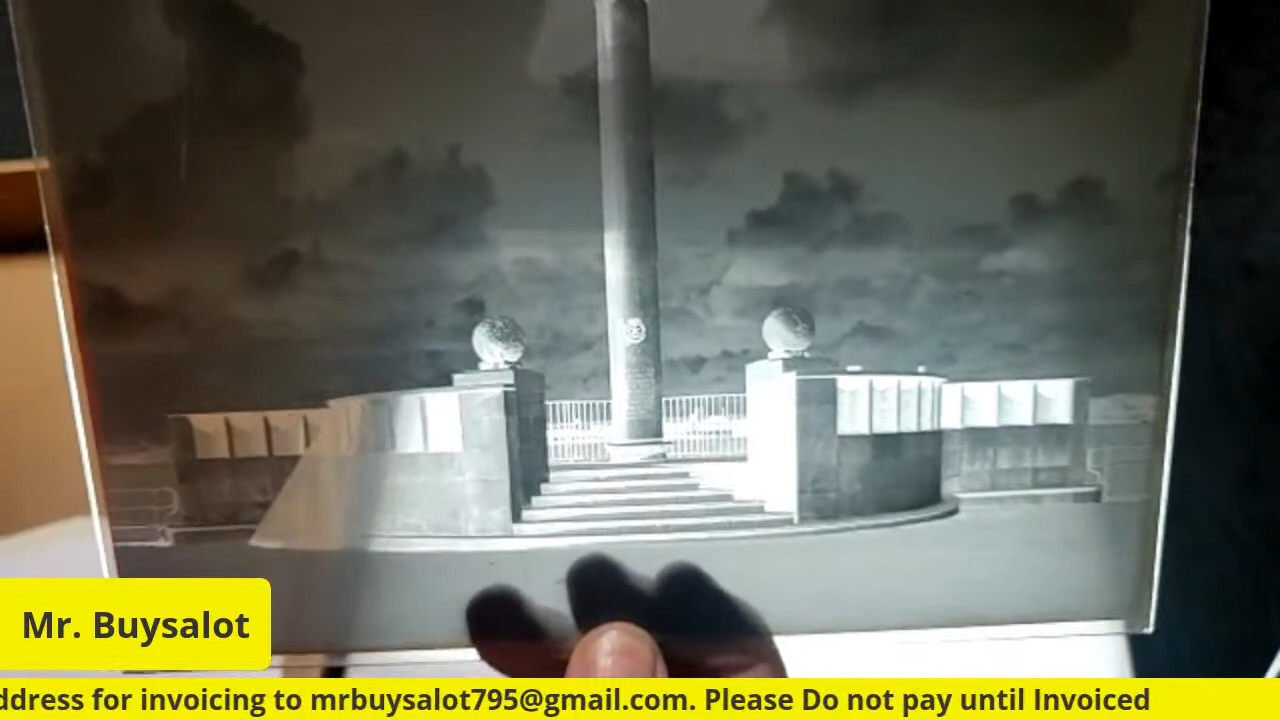 Mr. Buysalot
ddress for invoicing to mrbuysalot795@gmail.com. Please Do not pay until Invoiced